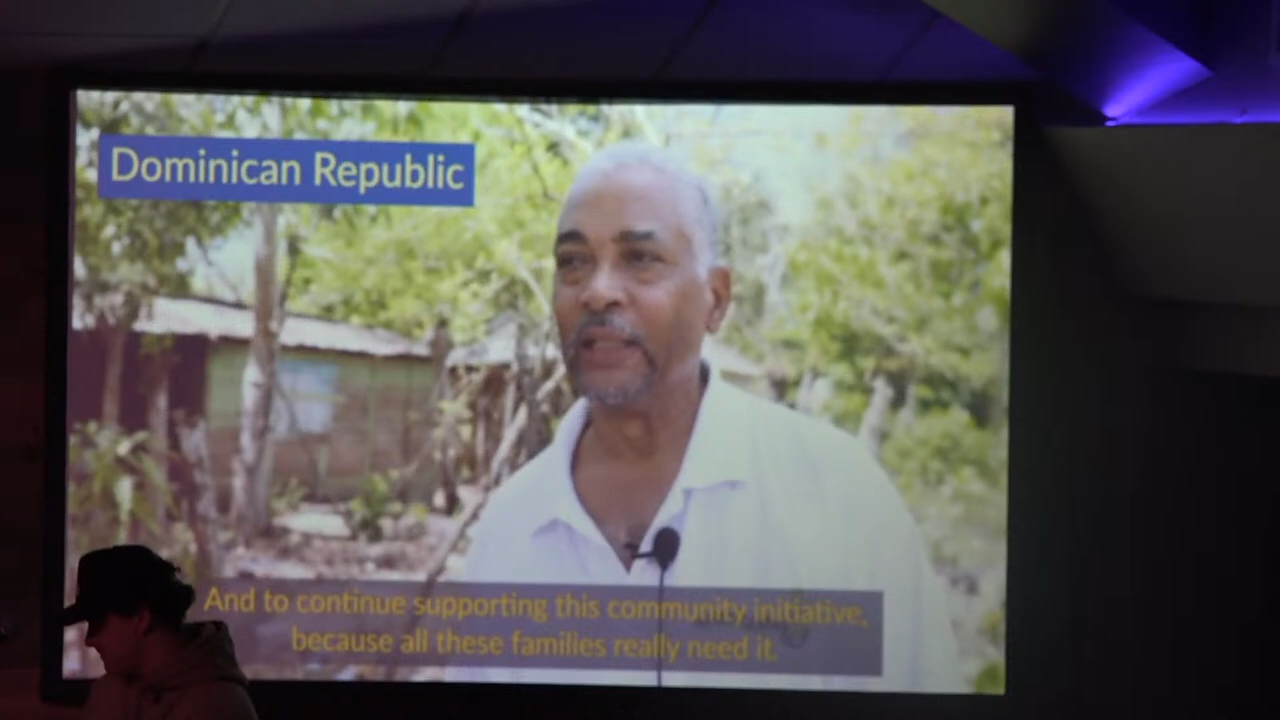 Dominican Republic
And to continue supporting this community initiative,
because all these families really need it.